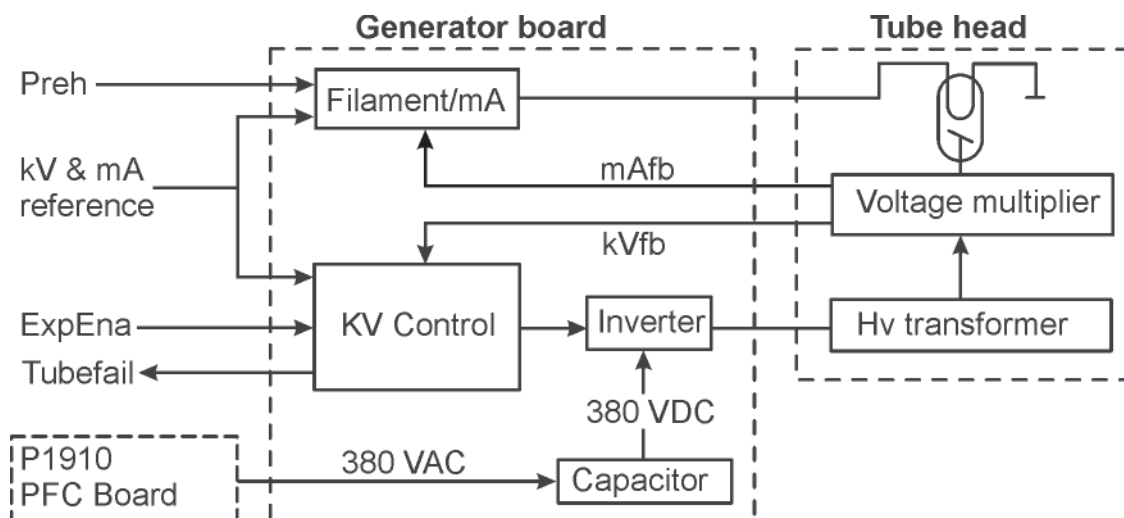 Generator board
Tube head
Preh
Filament/mA
kV & mA
reference
mAfb
Voltage multiplier
kVfb
ExpEna
KV Control
Inverter
Hv transformer
Tubefail
380 VDC
P1910
PFC Board
380 VAC
Capacitor